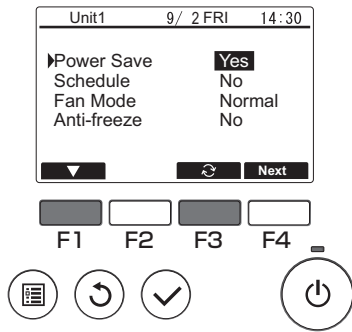 Unit1 9/ 2 FRI 14:30
Power Save Yes
Schedule No
Fan Mode Normal
Anti-freeze No
Next
F1 F2 F3 F4